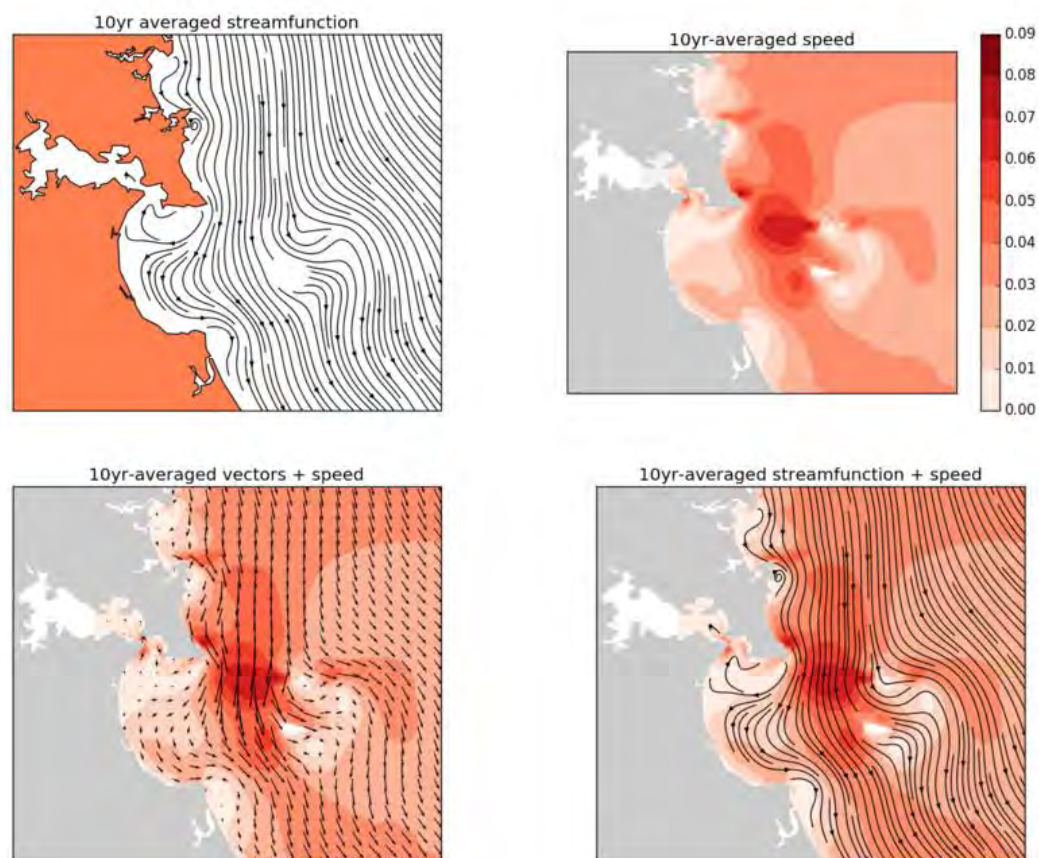 10yr averaged streamfunction
10yr-averaged speed
0.09
0.08
0.07
0.06
0.05
0.04
0.03
0.02
0.01
0.00
10yr-averaged vectors + speed
10yr-averaged streamfunction + speed